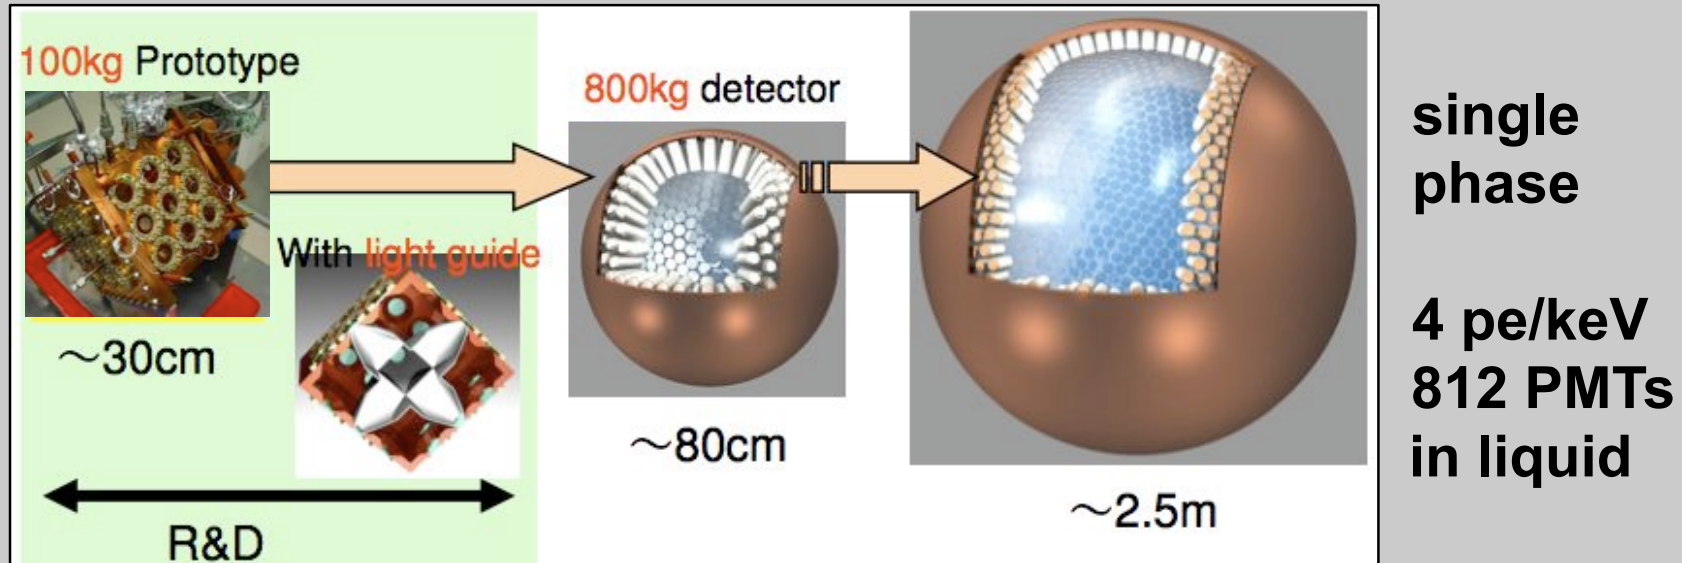 100kg Prototype
800kg detector
With light guide
～30cm
～80cm
～2.5m
R&D
single
phase
4 pe/keV
812 PMTs
in liquid